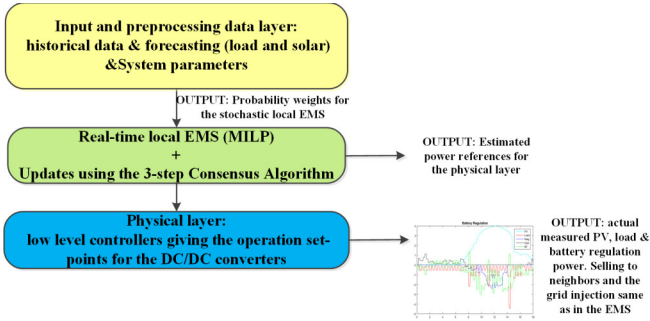 Input and preprocessing data layer:
historical data & forecasting (load and solar)
&System parameters
OUTPUT: Probability weights for
the stochastic local EMS
Real-time local EMS (MILP)
+
Updates using the 3-step Consensus Algorithm
OUTPUT: Estimated
power references for
the physical layer
Physical layer:
low level controllers giving the operation set-
points for the DC/DC converters
Battery Regulation
OUTPUT: actual
measured PV, load &
battery regulation
power. Selling to
neighbors and the
grid injection same
as in the EMS